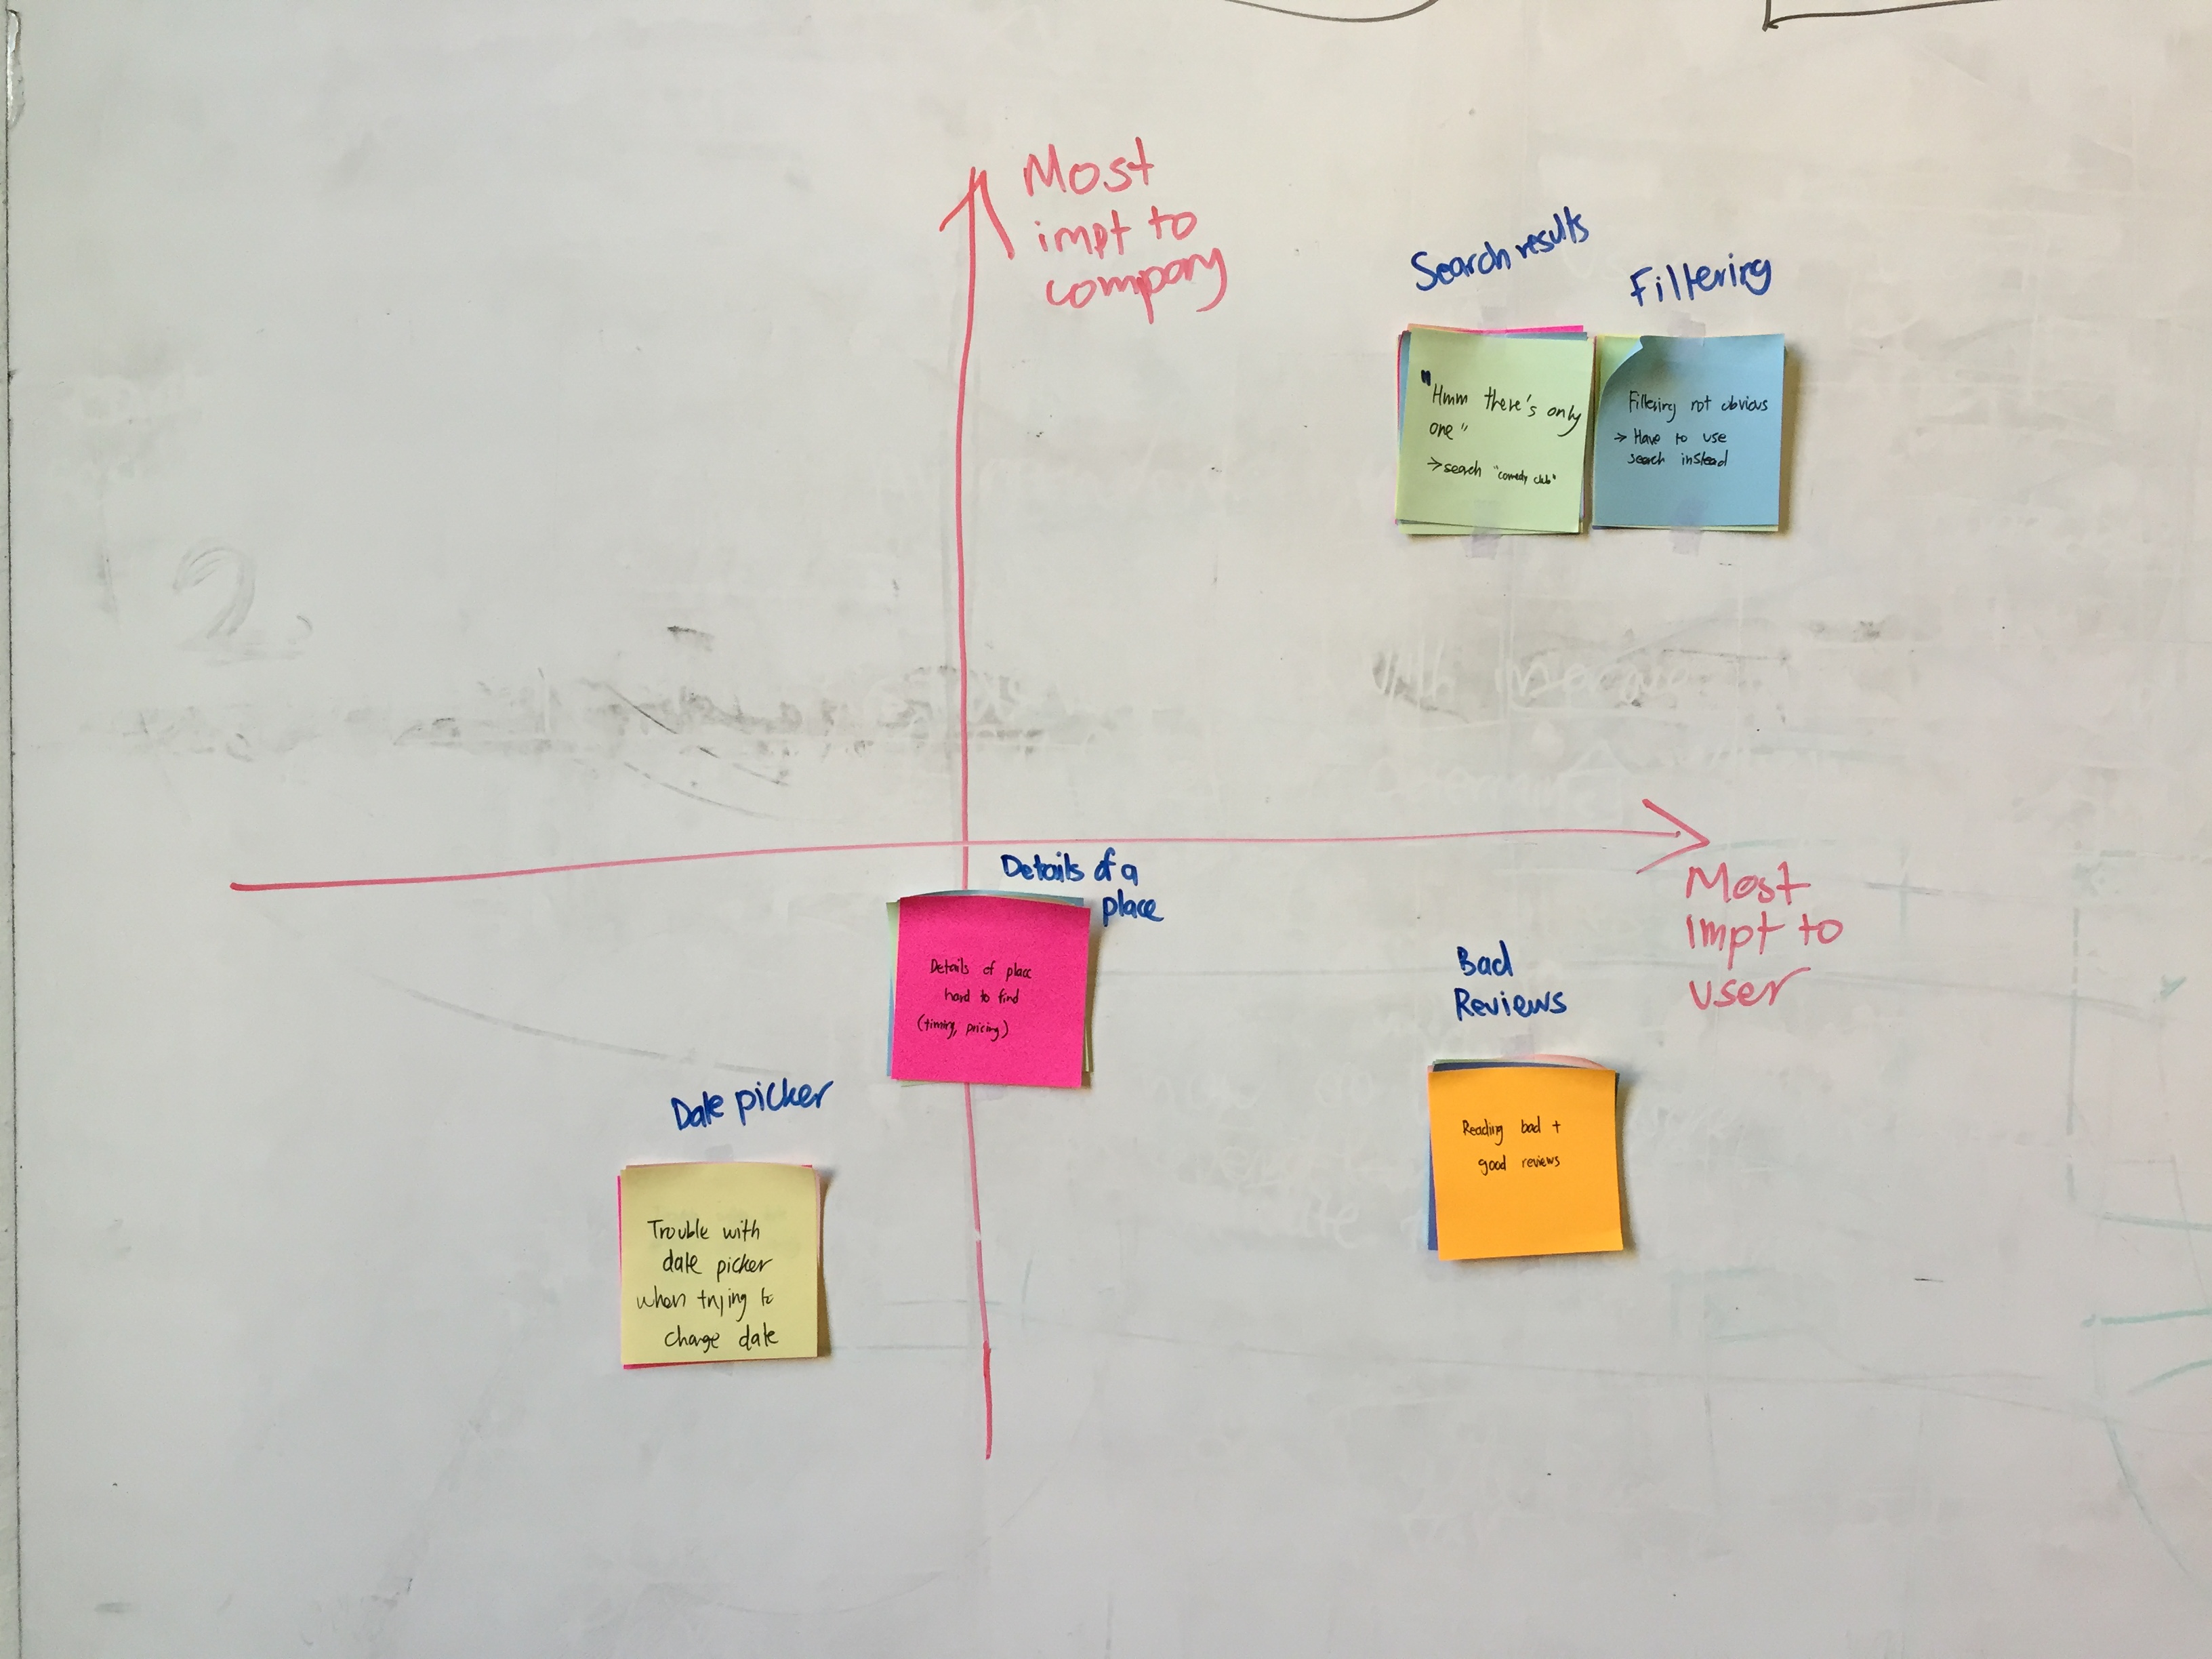 Most
impt to
company
Search results
Filtering
"Hmm there's only
one"
→ search "comedy club"
Filtering not obvious
→ Have to use
search instead
Most
impt to
user
Details of a
place
Details of place
hard to find
(timing, pricing)
Bad
Reviews
Reading bad +
good reviews
Date picker
Trouble with
date picker
when trying to
change date
2.